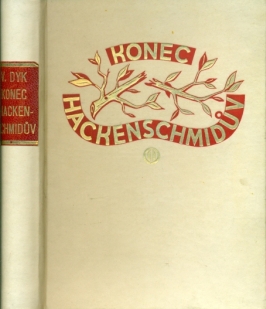 V. DYK
KONEC
HACKEN-
SCHMIDŮV
KONEC
HACKENSCHMIDŮV